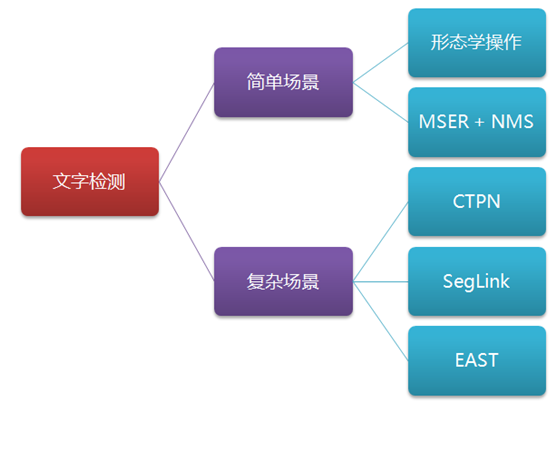 文字检测
简单场景
形态学操作
MSER + NMS
复杂场景
CTPN
SegLink
EAST